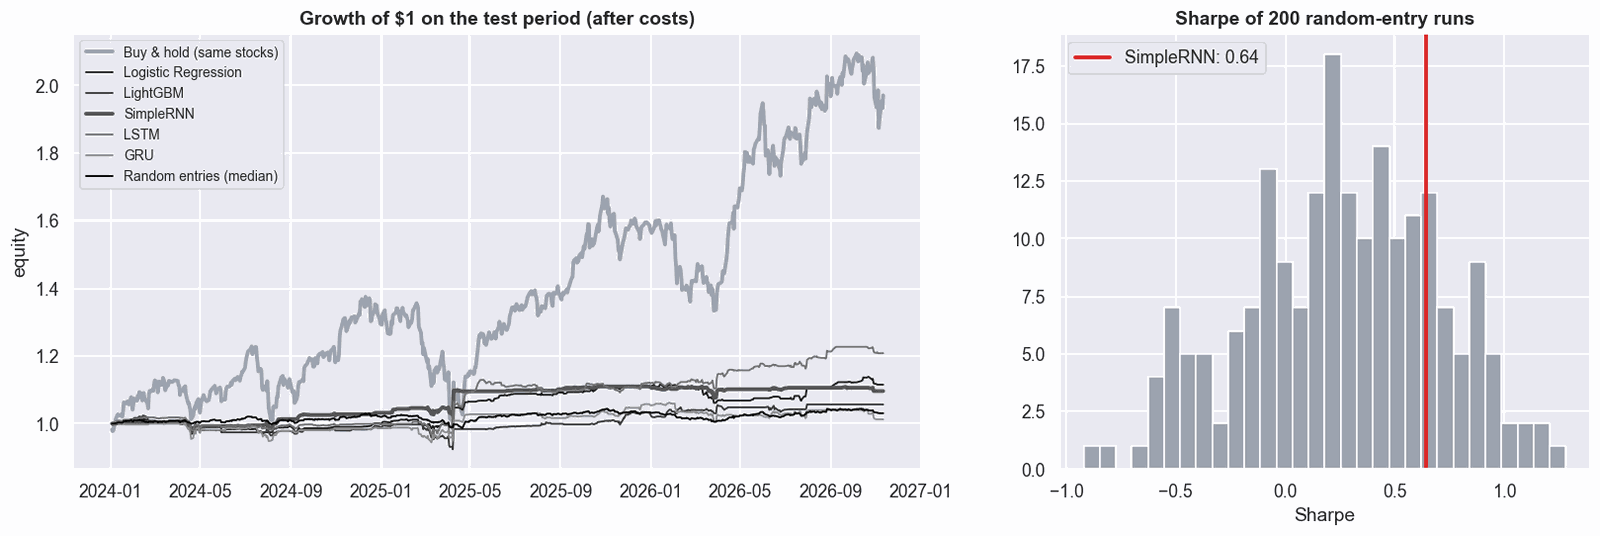 Growth of $1 on the test period (after costs)
Buy & hold (same stocks)
Logistic Regression
LightGBM
SimpleRNN
LSTM
GRU
Random entries (median)
equity
2.0
1.8
1.6
1.4
1.2
1.0
2024-01 2024-05 2024-09 2025-01 2025-05 2025-09 2026-01 2026-05 2026-09 2027-01
Sharpe of 200 random-entry runs
SimpleRNN: 0.64
17.5
15.0
12.5
10.0
7.5
5.0
2.5
0.0
−1.0 −0.5 0.0 0.5 1.0
Sharpe